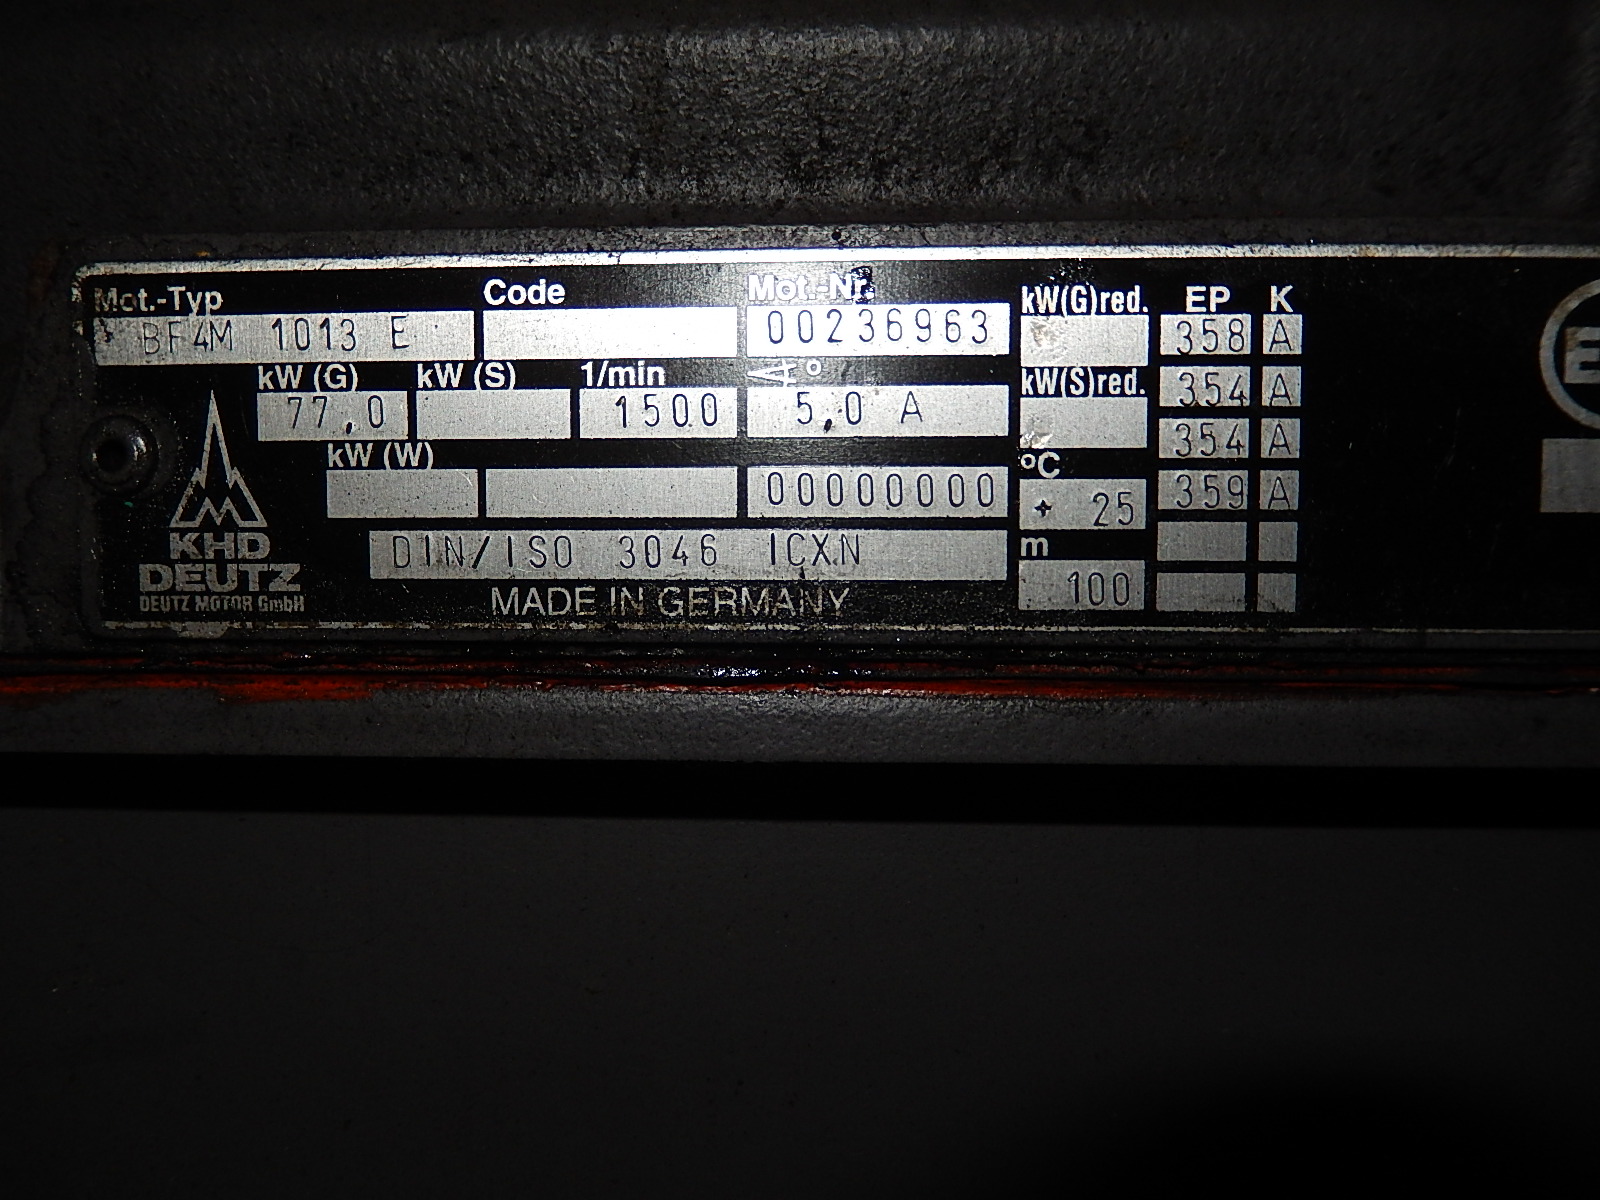 Mot.-Typ Code Mot.-Nr. kW(G)red. EP K
BF4M 1013 E 00236963 358 A
kW (G) kW (S) 1/min ° kW(S)red.
77,0 1500 5,0 A 354 A
kW (W) °C 354 A
00000000 + 25 359 A
DIN/ISO 3046 ICXN m
KHD
DEUTZ 100
DEUTZ MOTOR GmbH MADE IN GERMANY